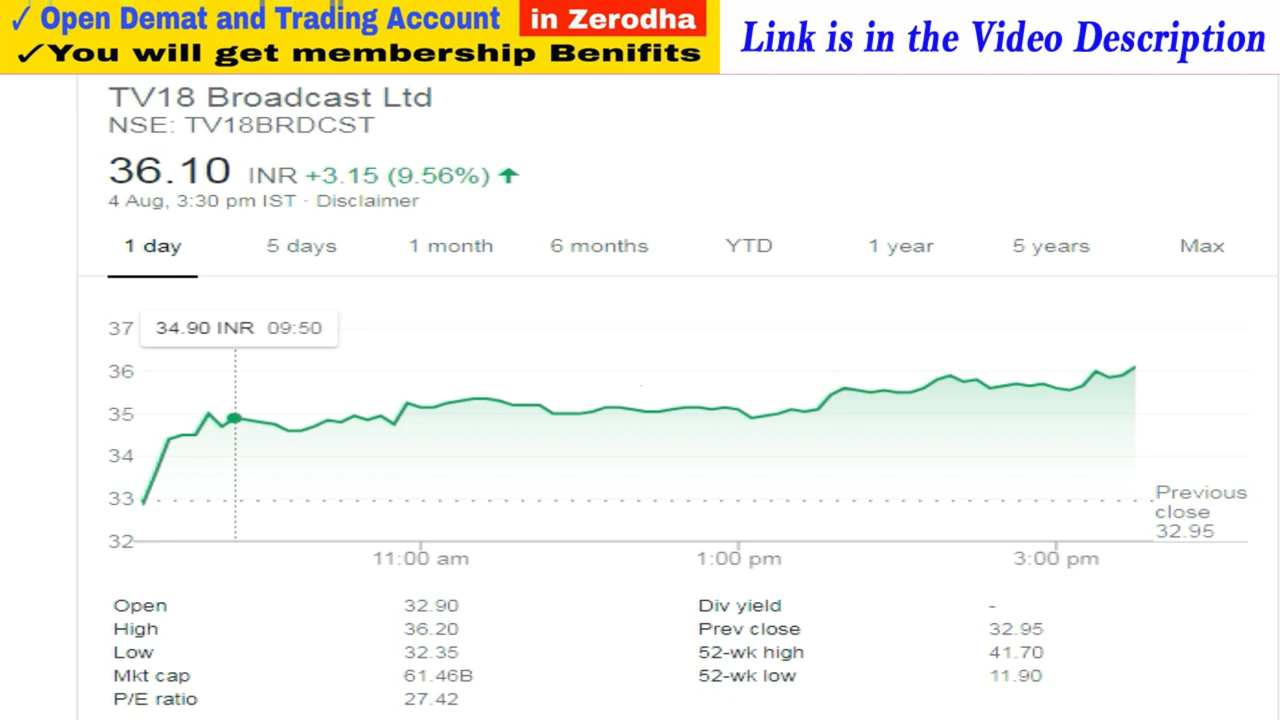 ✓ Open Demat and Trading Account in Zerodha
✓You will get membership Benifits
Link is in the Video Description
TV18 Broadcast Ltd
NSE: TV18BRDCST
36.10 INR +3.15 (9.56%) ↑
4 Aug, 3:30 pm IST · Disclaimer
1 day 5 days 1 month 6 months YTD 1 year 5 years Max
34.90 INR 09:50
37
36
35
34
33
32
Previous
close
32.95
11:00 am 1:00 pm 3:00 pm
Open 32.90 Div yield -
High 36.20 Prev close 32.95
Low 32.35 52-wk high 41.70
Mkt cap 61.46B 52-wk low 11.90
P/E ratio 27.42